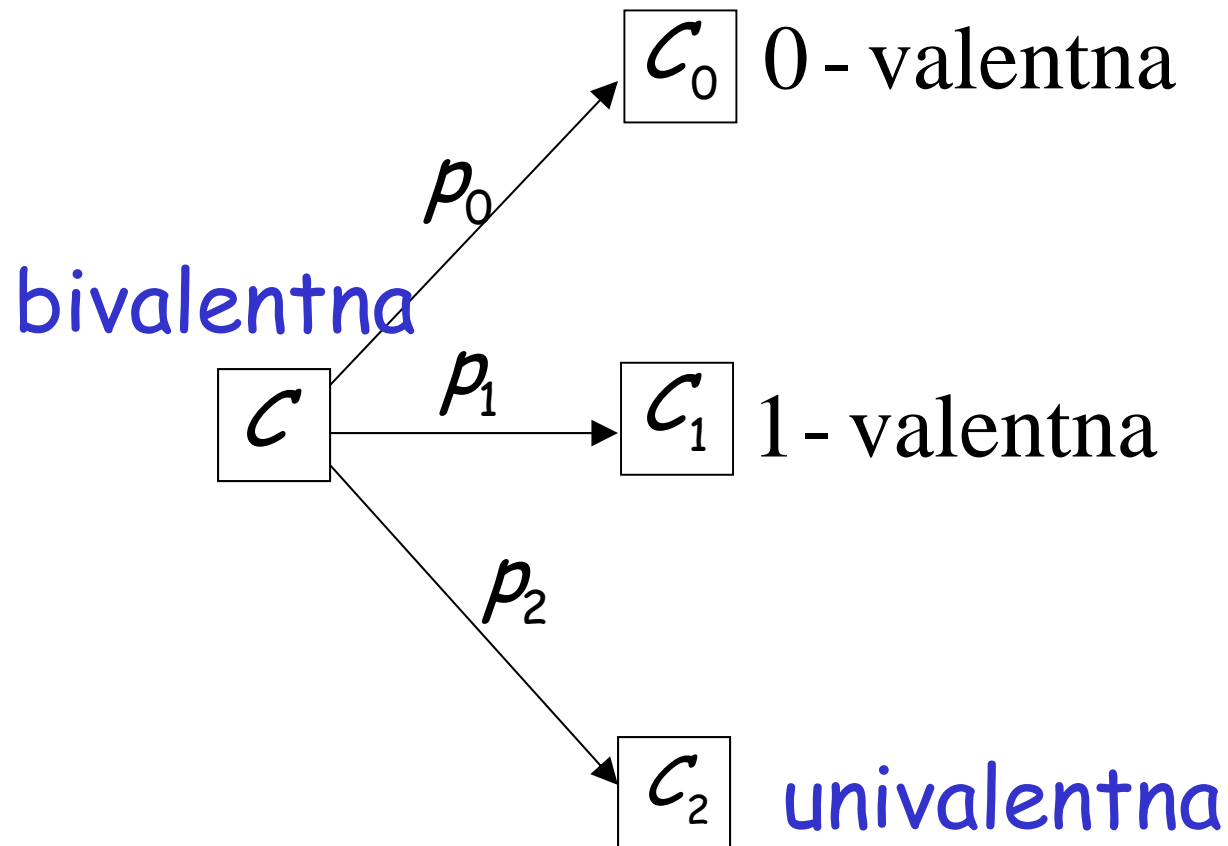 C₀ 0 - valentna
p₀
bivalentna
p₁
C C₁ 1 - valentna
p₂
C₂ univalentna